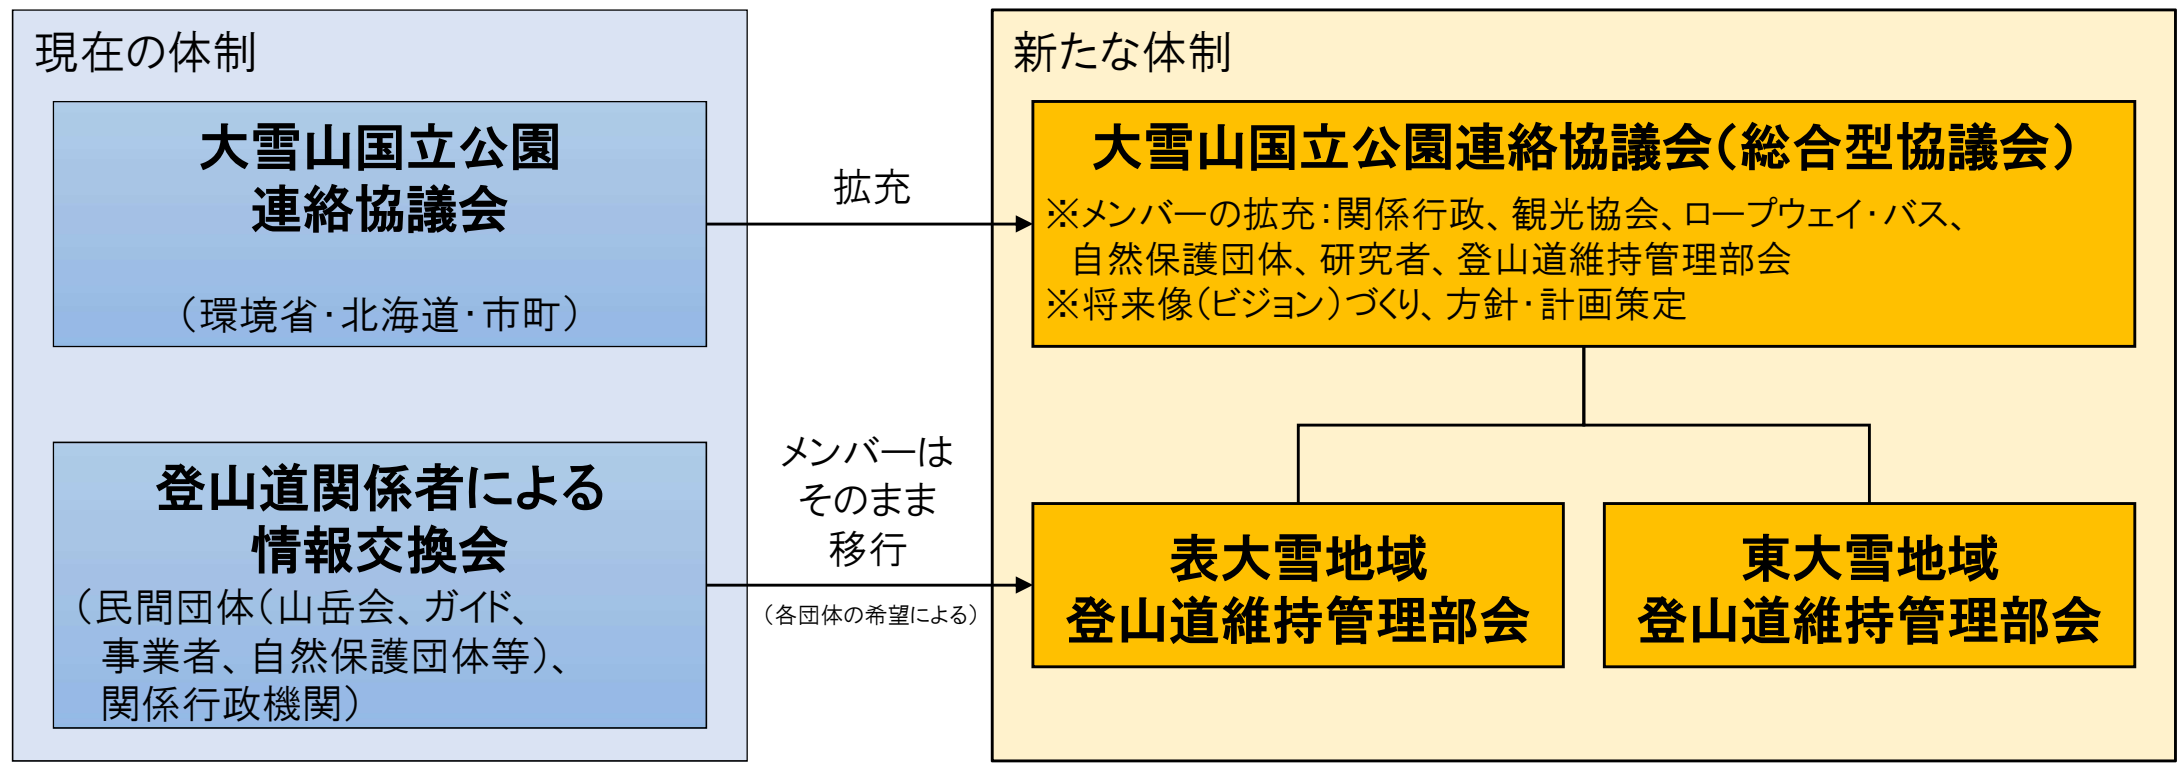 現在の体制
大雪山国立公園
連絡協議会
（環境省・北海道・市町）
登山道関係者による
情報交換会
（民間団体（山岳会、ガイド、
事業者、自然保護団体等）、
関係行政機関）
拡充
メンバーは
そのまま
移行
（各団体の希望による）
新たな体制
大雪山国立公園連絡協議会（総合型協議会）
※メンバーの拡充：関係行政、観光協会、ロープウェイ・バス、
自然保護団体、研究者、登山道維持管理部会
※将来像（ビジョン）づくり、方針・計画策定
表大雪地域
登山道維持管理部会
東大雪地域
登山道維持管理部会